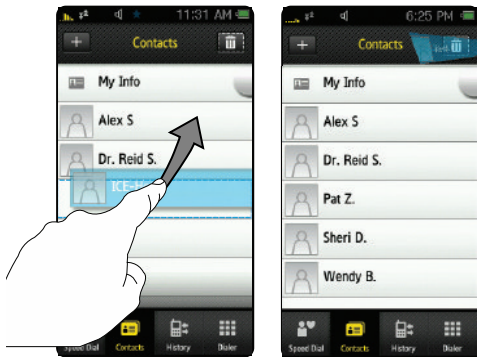 11:31 AM
Contacts
My Info
Alex S
Dr. Reid S.
Speed Dial
Contacts
History
Dialer
6:25 PM
Contacts
My Info
Alex S
Dr. Reid S.
Pat Z.
Sheri D.
Wendy B.
Speed Dial
Contacts
History
Dialer